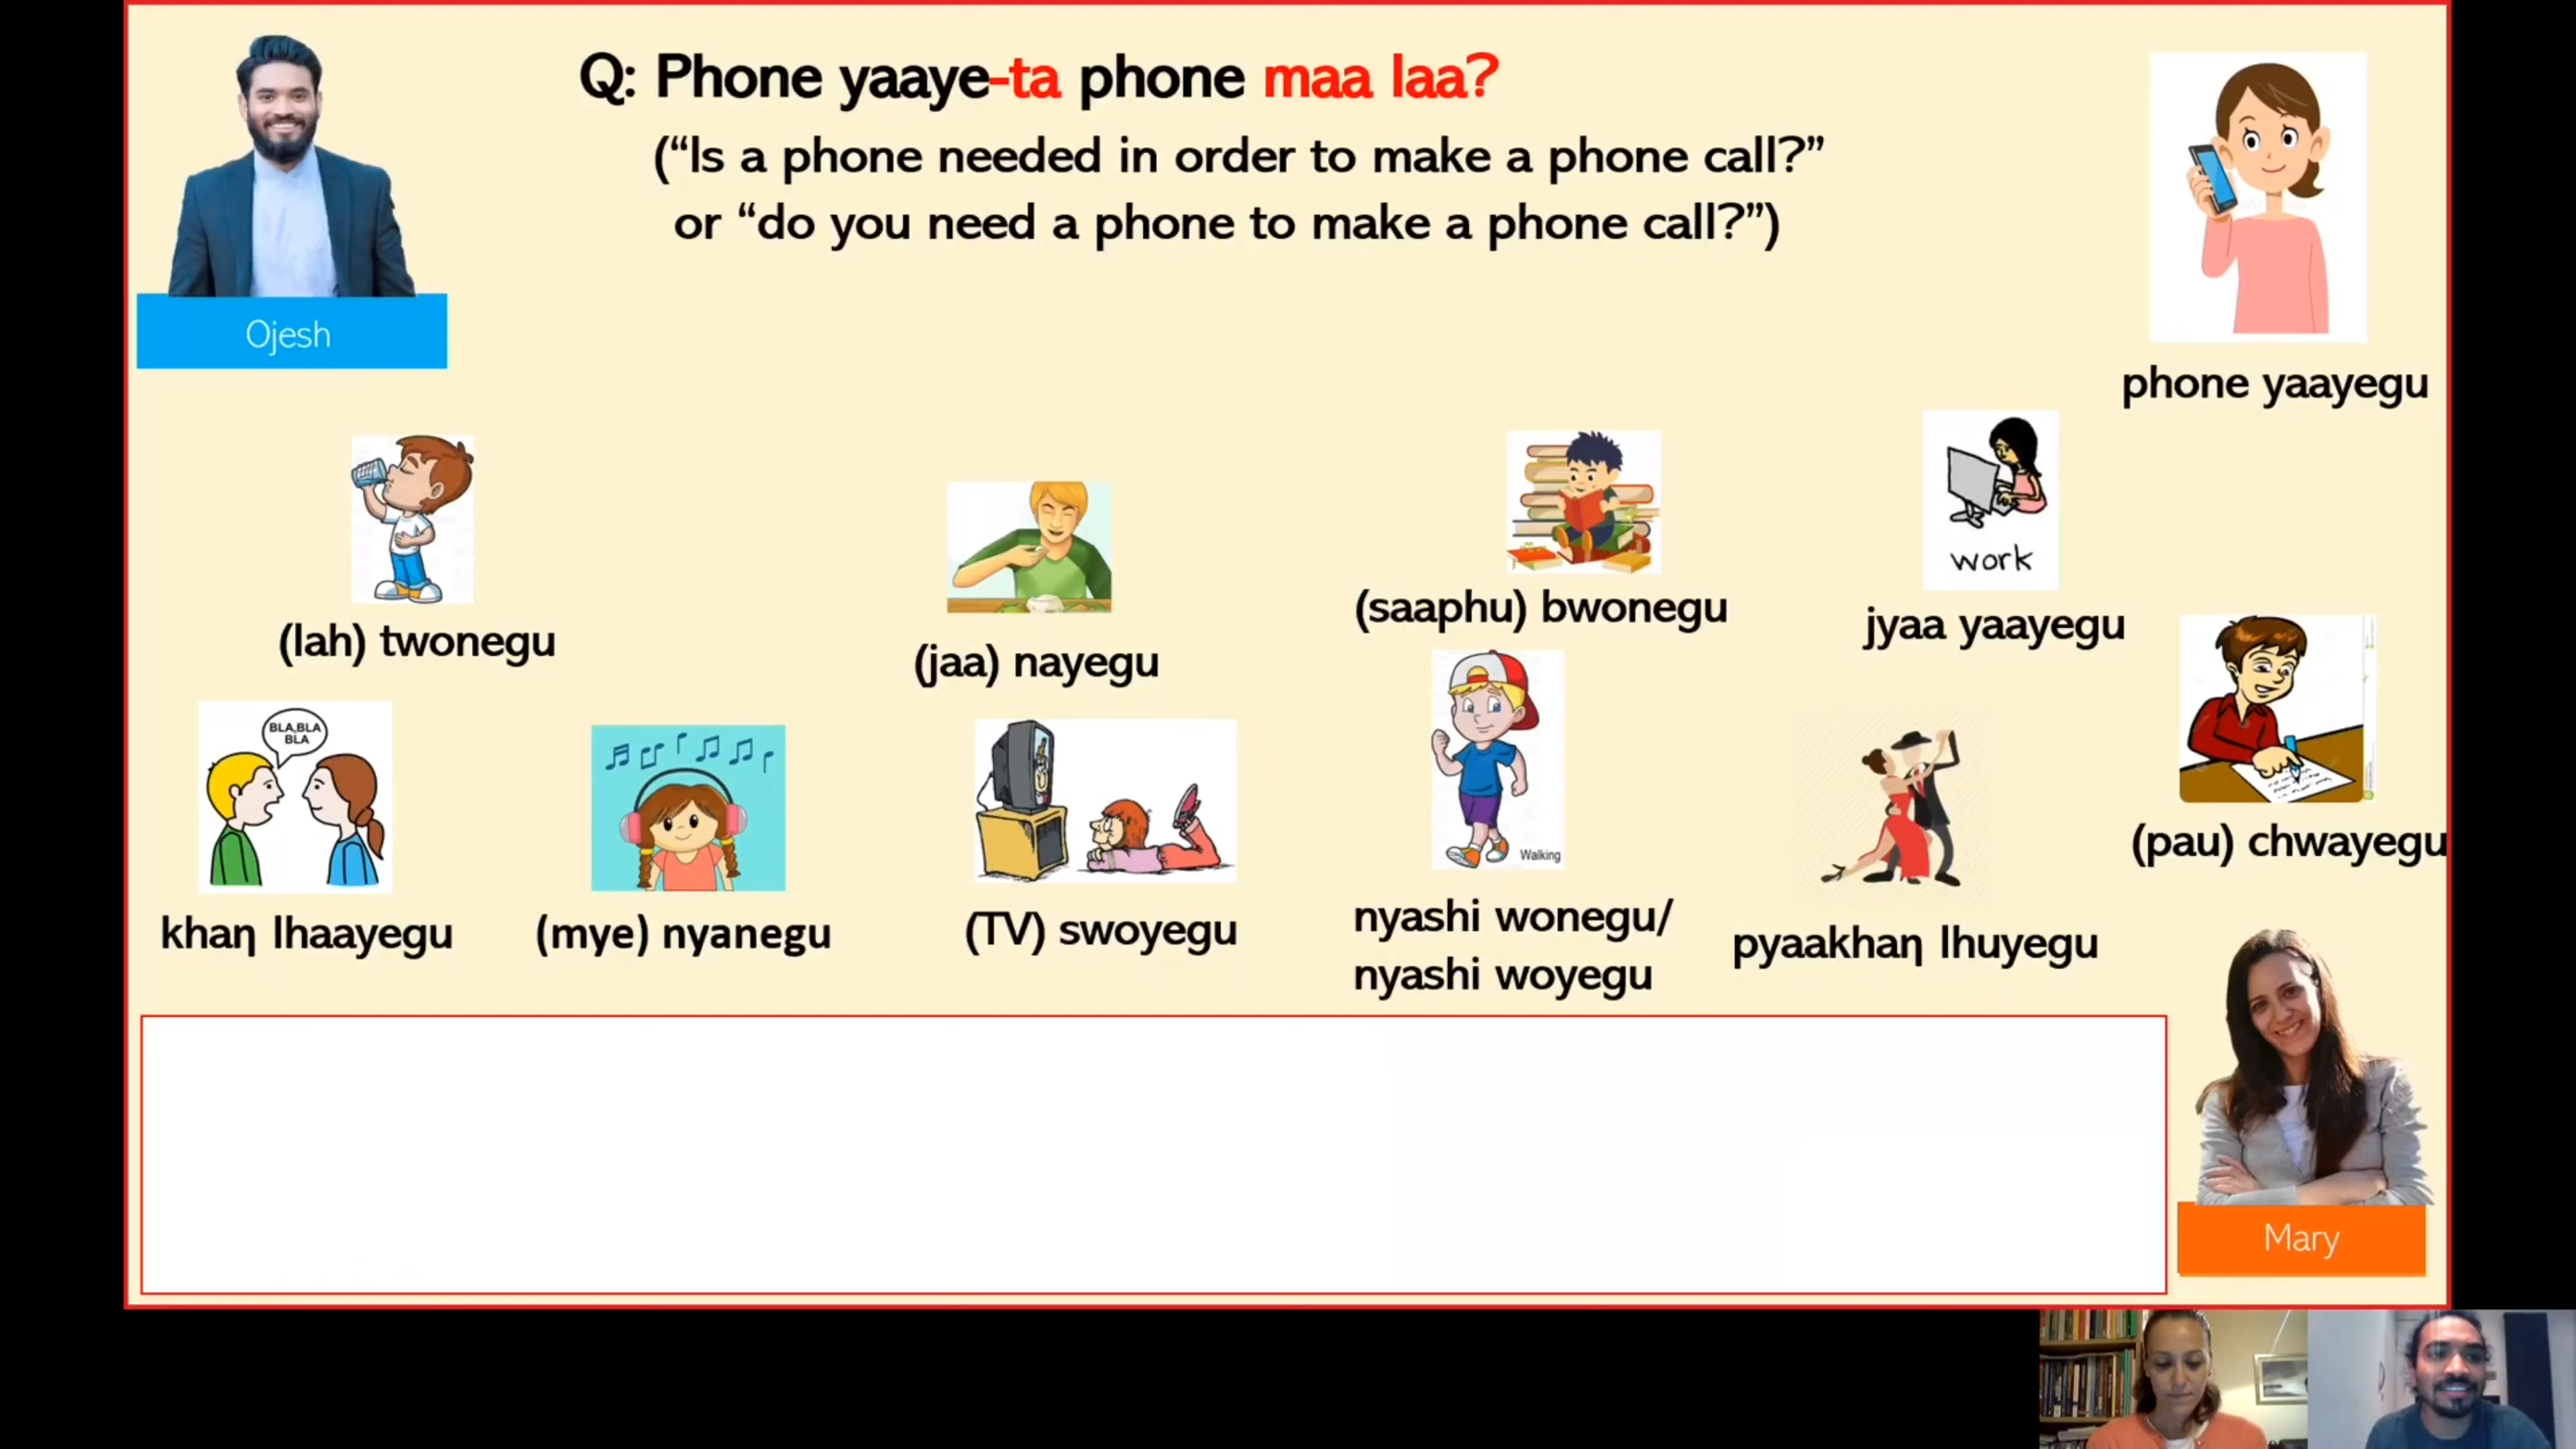 Q: Phone yaaye-ta phone maa laa?
(“Is a phone needed in order to make a phone call?”
or “do you need a phone to make a phone call?”)
Ojesh
phone yaayegu
work
(lah) twonegu
(jaa) nayegu
(saaphu) bwonegu
jyaa yaayegu
BLA,BLA
BLA
Walking
(pau) chwayegu
khaƞ lhaayegu
(mye) nyanegu
(TV) swoyegu
nyashi wonegu/
nyashi woyegu
pyaakhaƞ lhuyegu
Mary